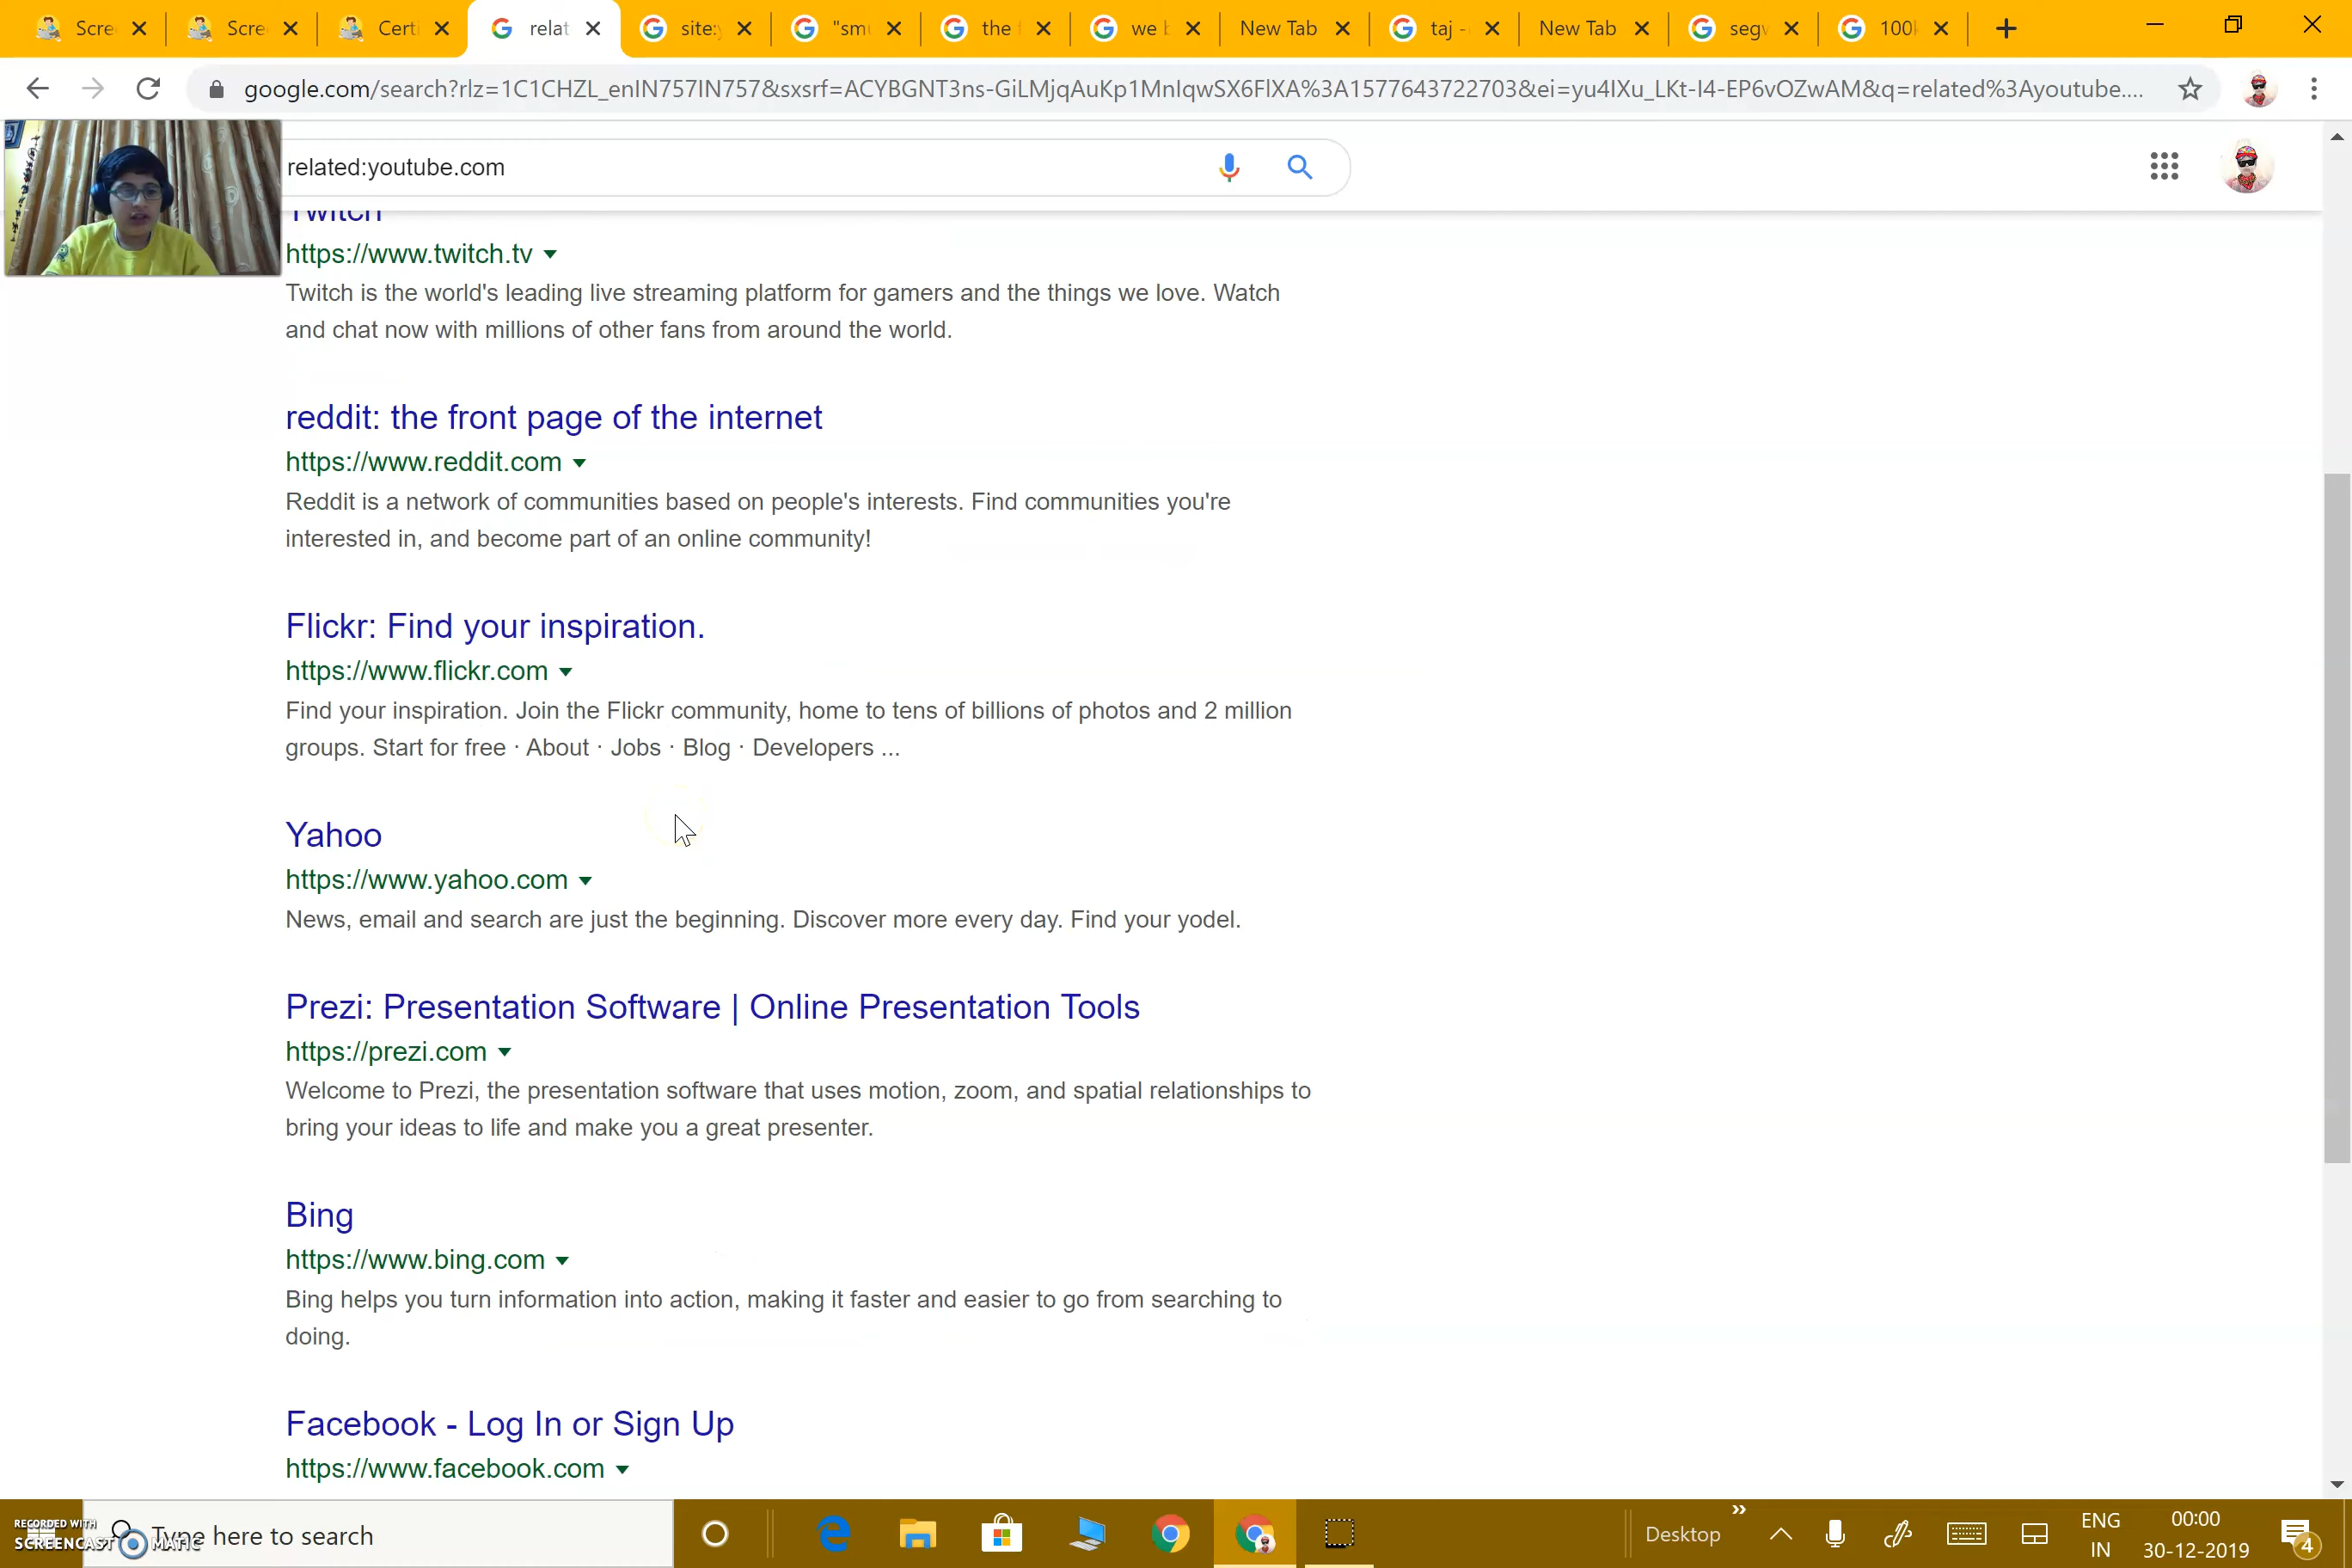 Scre
Scre
Certi
relat
site:y
"smu
the f
we b
New Tab
taj -
New Tab
segw
100k
google.com/search?rlz=1C1CHZL_enIN757IN757&sxsrf=ACYBGNT3ns-GiLMjqAuKp1MnIqwSX6FlXA%3A1577643722703&ei=yu4IXu_LKt-I4-EP6vOZwAM&q=related%3Ayoutube....
related:youtube.com
Twitch
https://www.twitch.tv
Twitch is the world's leading live streaming platform for gamers and the things we love. Watch
and chat now with millions of other fans from around the world.
reddit: the front page of the internet
https://www.reddit.com
Reddit is a network of communities based on people's interests. Find communities you're
interested in, and become part of an online community!
Flickr: Find your inspiration.
https://www.flickr.com
Find your inspiration. Join the Flickr community, home to tens of billions of photos and 2 million
groups. Start for free · About · Jobs · Blog · Developers ...
Yahoo
https://www.yahoo.com
News, email and search are just the beginning. Discover more every day. Find your yodel.
Prezi: Presentation Software | Online Presentation Tools
https://prezi.com
Welcome to Prezi, the presentation software that uses motion, zoom, and spatial relationships to
bring your ideas to life and make you a great presenter.
Bing
https://www.bing.com
Bing helps you turn information into action, making it faster and easier to go from searching to
doing.
Facebook - Log In or Sign Up
https://www.facebook.com
RECORDED WITH
SCREENCAST MATIC
Type here to search
Desktop
ENG
IN
00:00
30-12-2019
4